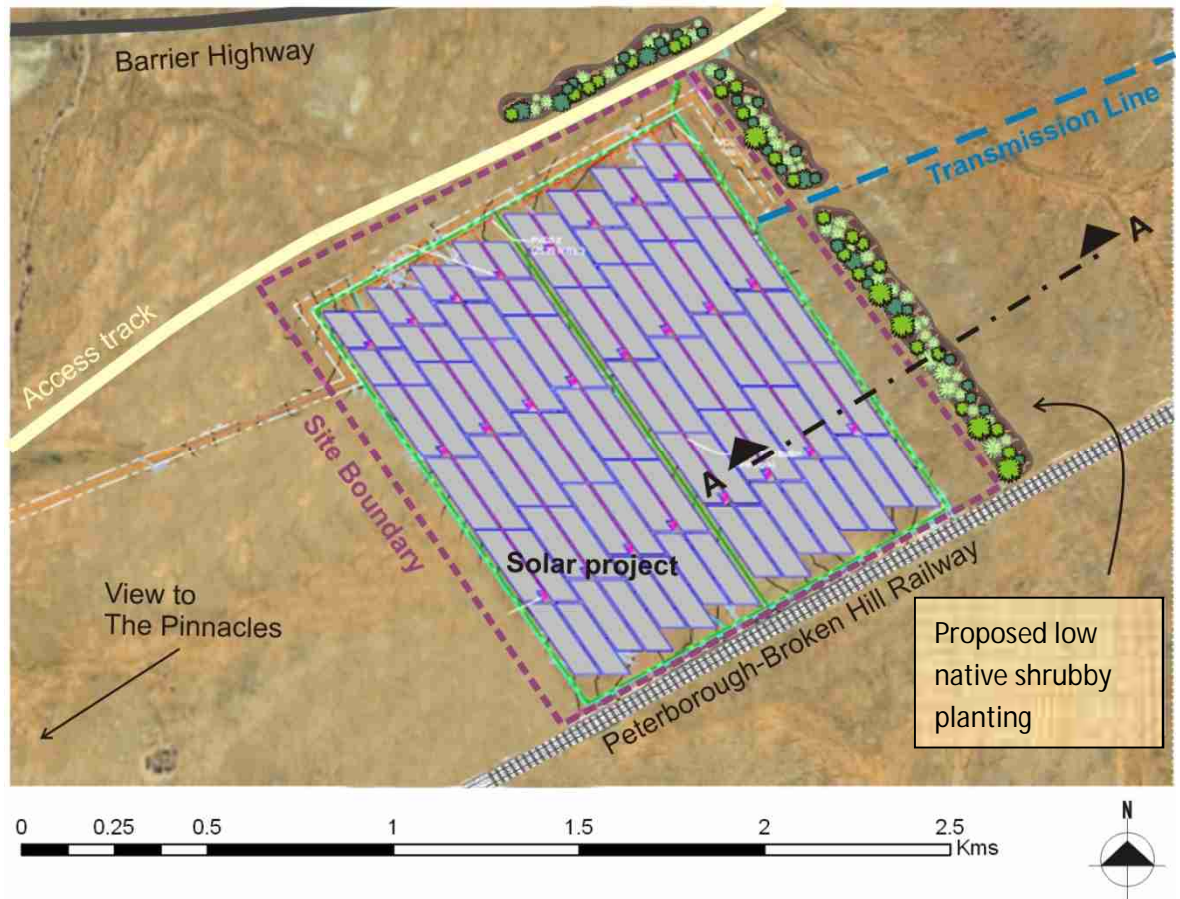 Barrier Highway
Transmission Line
A
Access track
Site Boundary
A
Solar project
View to
The Pinnacles
Peterborough-Broken Hill Railway
Proposed low
native shrubby
planting
0 0.25 0.5 1 1.5 2 2.5
Kms
N